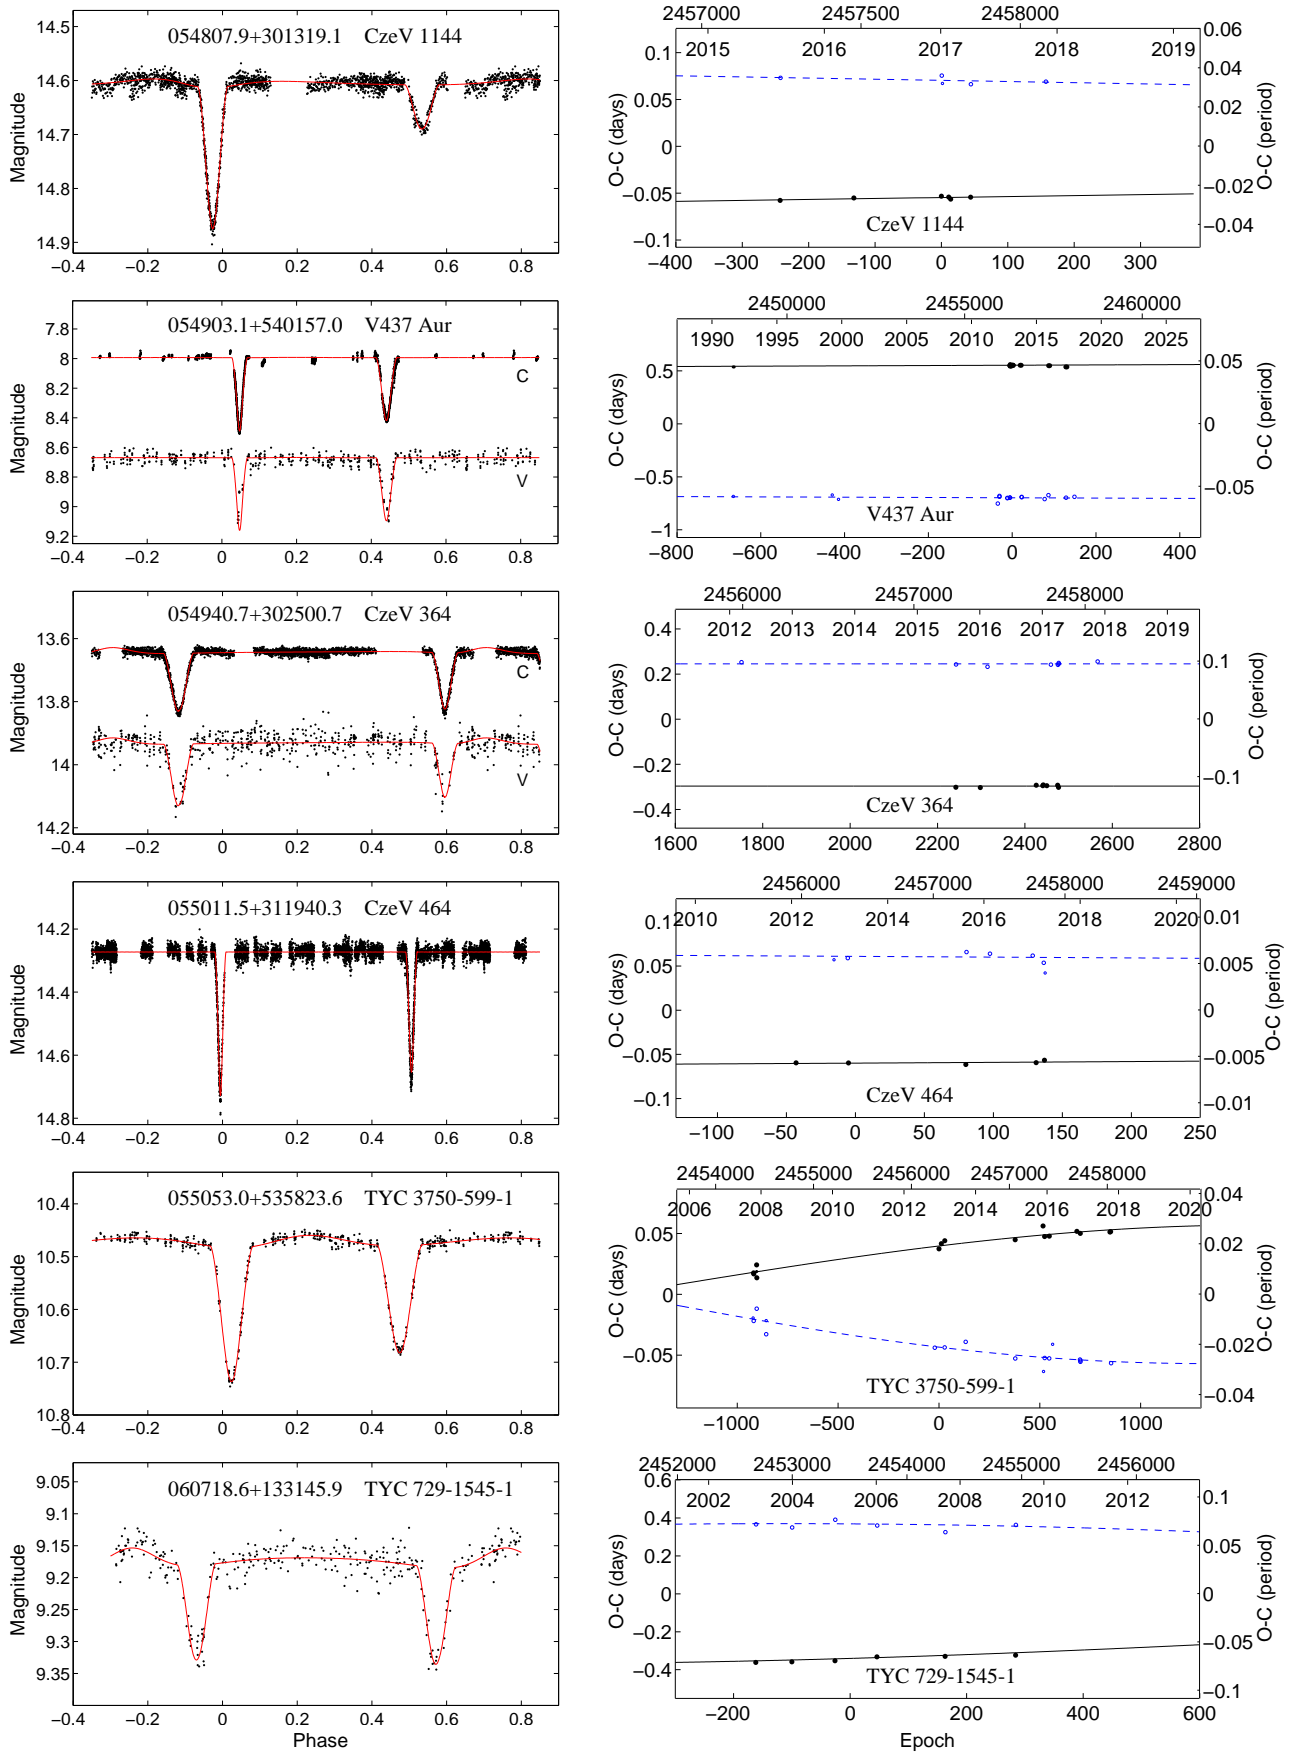 14.5
14.6
14.7
14.8
14.9
Magnitude
054807.9+301319.1 CzeV 1144
−0.4 −0.2 0 0.2 0.4 0.6 0.8
2457000 2457500 2458000
2015 2016 2017 2018 2019
0.1
0.05
0
−0.05
−0.1
O-C (days)
0.06
0.04
0.02
0
−0.02
−0.04
O-C (period)
CzeV 1144
−400 −300 −200 −100 0 100 200 300
7.8
8
8.2
8.4
8.6
8.8
9
9.2
Magnitude
054903.1+540157.0 V437 Aur
C
V
−0.4 −0.2 0 0.2 0.4 0.6 0.8
2450000 2455000 2460000
1990 1995 2000 2005 2010 2015 2020 2025
0.5
0
−0.5
−1
O-C (days)
0.05
0
−0.05
O-C (period)
V437 Aur
−800 −600 −400 −200 0 200 400
13.6
13.8
14
14.2
Magnitude
054940.7+302500.7 CzeV 364
C
V
−0.4 −0.2 0 0.2 0.4 0.6 0.8
2456000 2457000 2458000
2012 2013 2014 2015 2016 2017 2018 2019
0.4
0.2
0
−0.2
−0.4
O-C (days)
0.1
0
−0.1
O-C (period)
CzeV 364
1600 1800 2000 2200 2400 2600 2800
14.2
14.4
14.6
14.8
Magnitude
055011.5+311940.3 CzeV 464
−0.4 −0.2 0 0.2 0.4 0.6 0.8
2456000 2457000 2458000 2459000
2010 2012 2014 2016 2018 2020
0.1
0.05
0
−0.05
−0.1
O-C (days)
0.01
0.005
0
−0.005
−0.01
O-C (period)
CzeV 464
−100 −50 0 50 100 150 200 250
10.4
10.5
10.6
10.7
10.8
Magnitude
055053.0+535823.6 TYC 3750-599-1
−0.4 −0.2 0 0.2 0.4 0.6 0.8
2454000 2455000 2456000 2457000 2458000
2006 2008 2010 2013 2014 2016 2018 2020
0.05
0
−0.05
O-C (days)
0.04
0.02
0
−0.02
−0.04
O-C (period)
TYC 3750-599-1
−1000 −500 0 500 1000
9.05
9.1
9.15
9.2
9.25
9.3
9.35
Magnitude
060718.6+133145.9 TYC 729-1545-1
−0.4 −0.2 0 0.2 0.4 0.6 0.8
Phase
2452000 2453000 2454000 2455000 2456000
2002 2004 2006 2008 2010 2012
0.6
0.4
0.2
0
−0.2
−0.4
O-C (days)
0.1
0.05
0
−0.05
−0.1
O-C (period)
TYC 729-1545-1
−200 0 200 400 600
Epoch